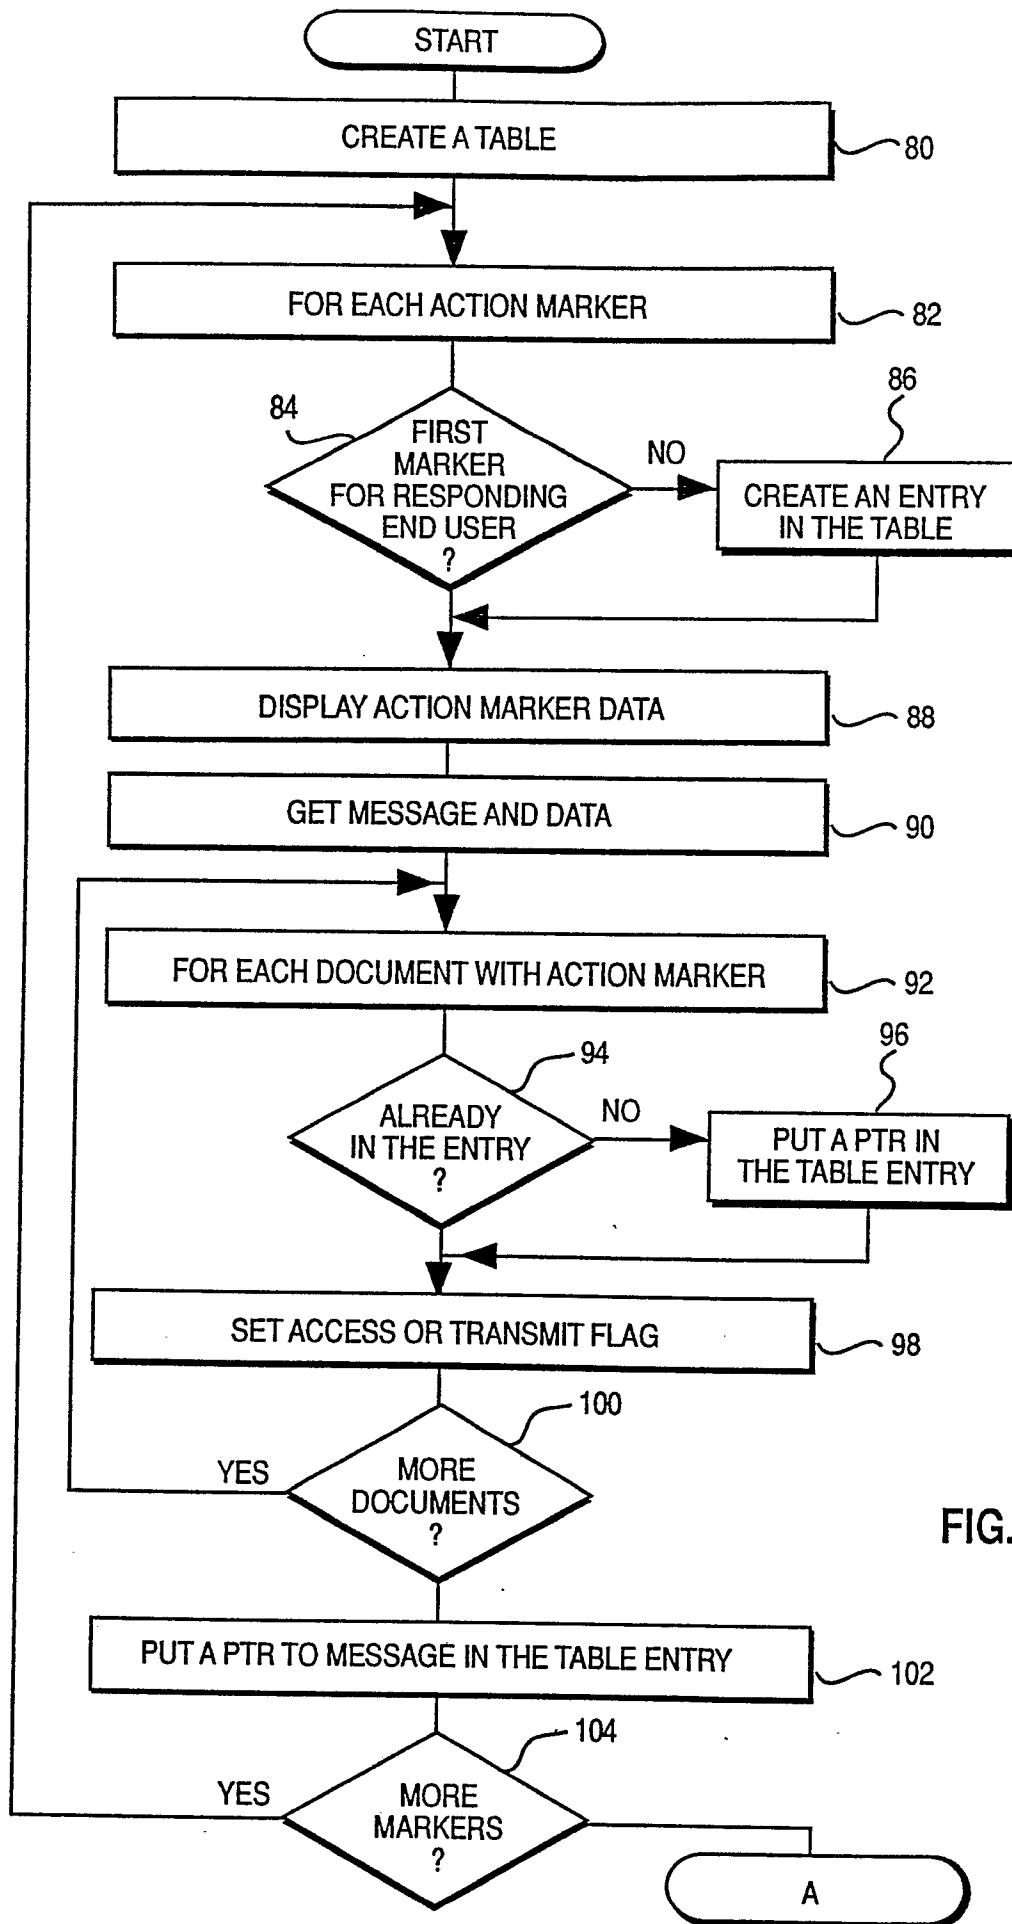 START
CREATE A TABLE
80
FOR EACH ACTION MARKER
82
84
FIRST
MARKER
FOR RESPONDING
END USER
?
NO
86
CREATE AN ENTRY
IN THE TABLE
DISPLAY ACTION MARKER DATA
88
GET MESSAGE AND DATA
90
FOR EACH DOCUMENT WITH ACTION MARKER
92
94
ALREADY
IN THE ENTRY
?
NO
96
PUT A PTR IN
THE TABLE ENTRY
SET ACCESS OR TRANSMIT FLAG
98
100
YES
MORE
DOCUMENTS
?
FIG.
PUT A PTR TO MESSAGE IN THE TABLE ENTRY
102
104
YES
MORE
MARKERS
?
A